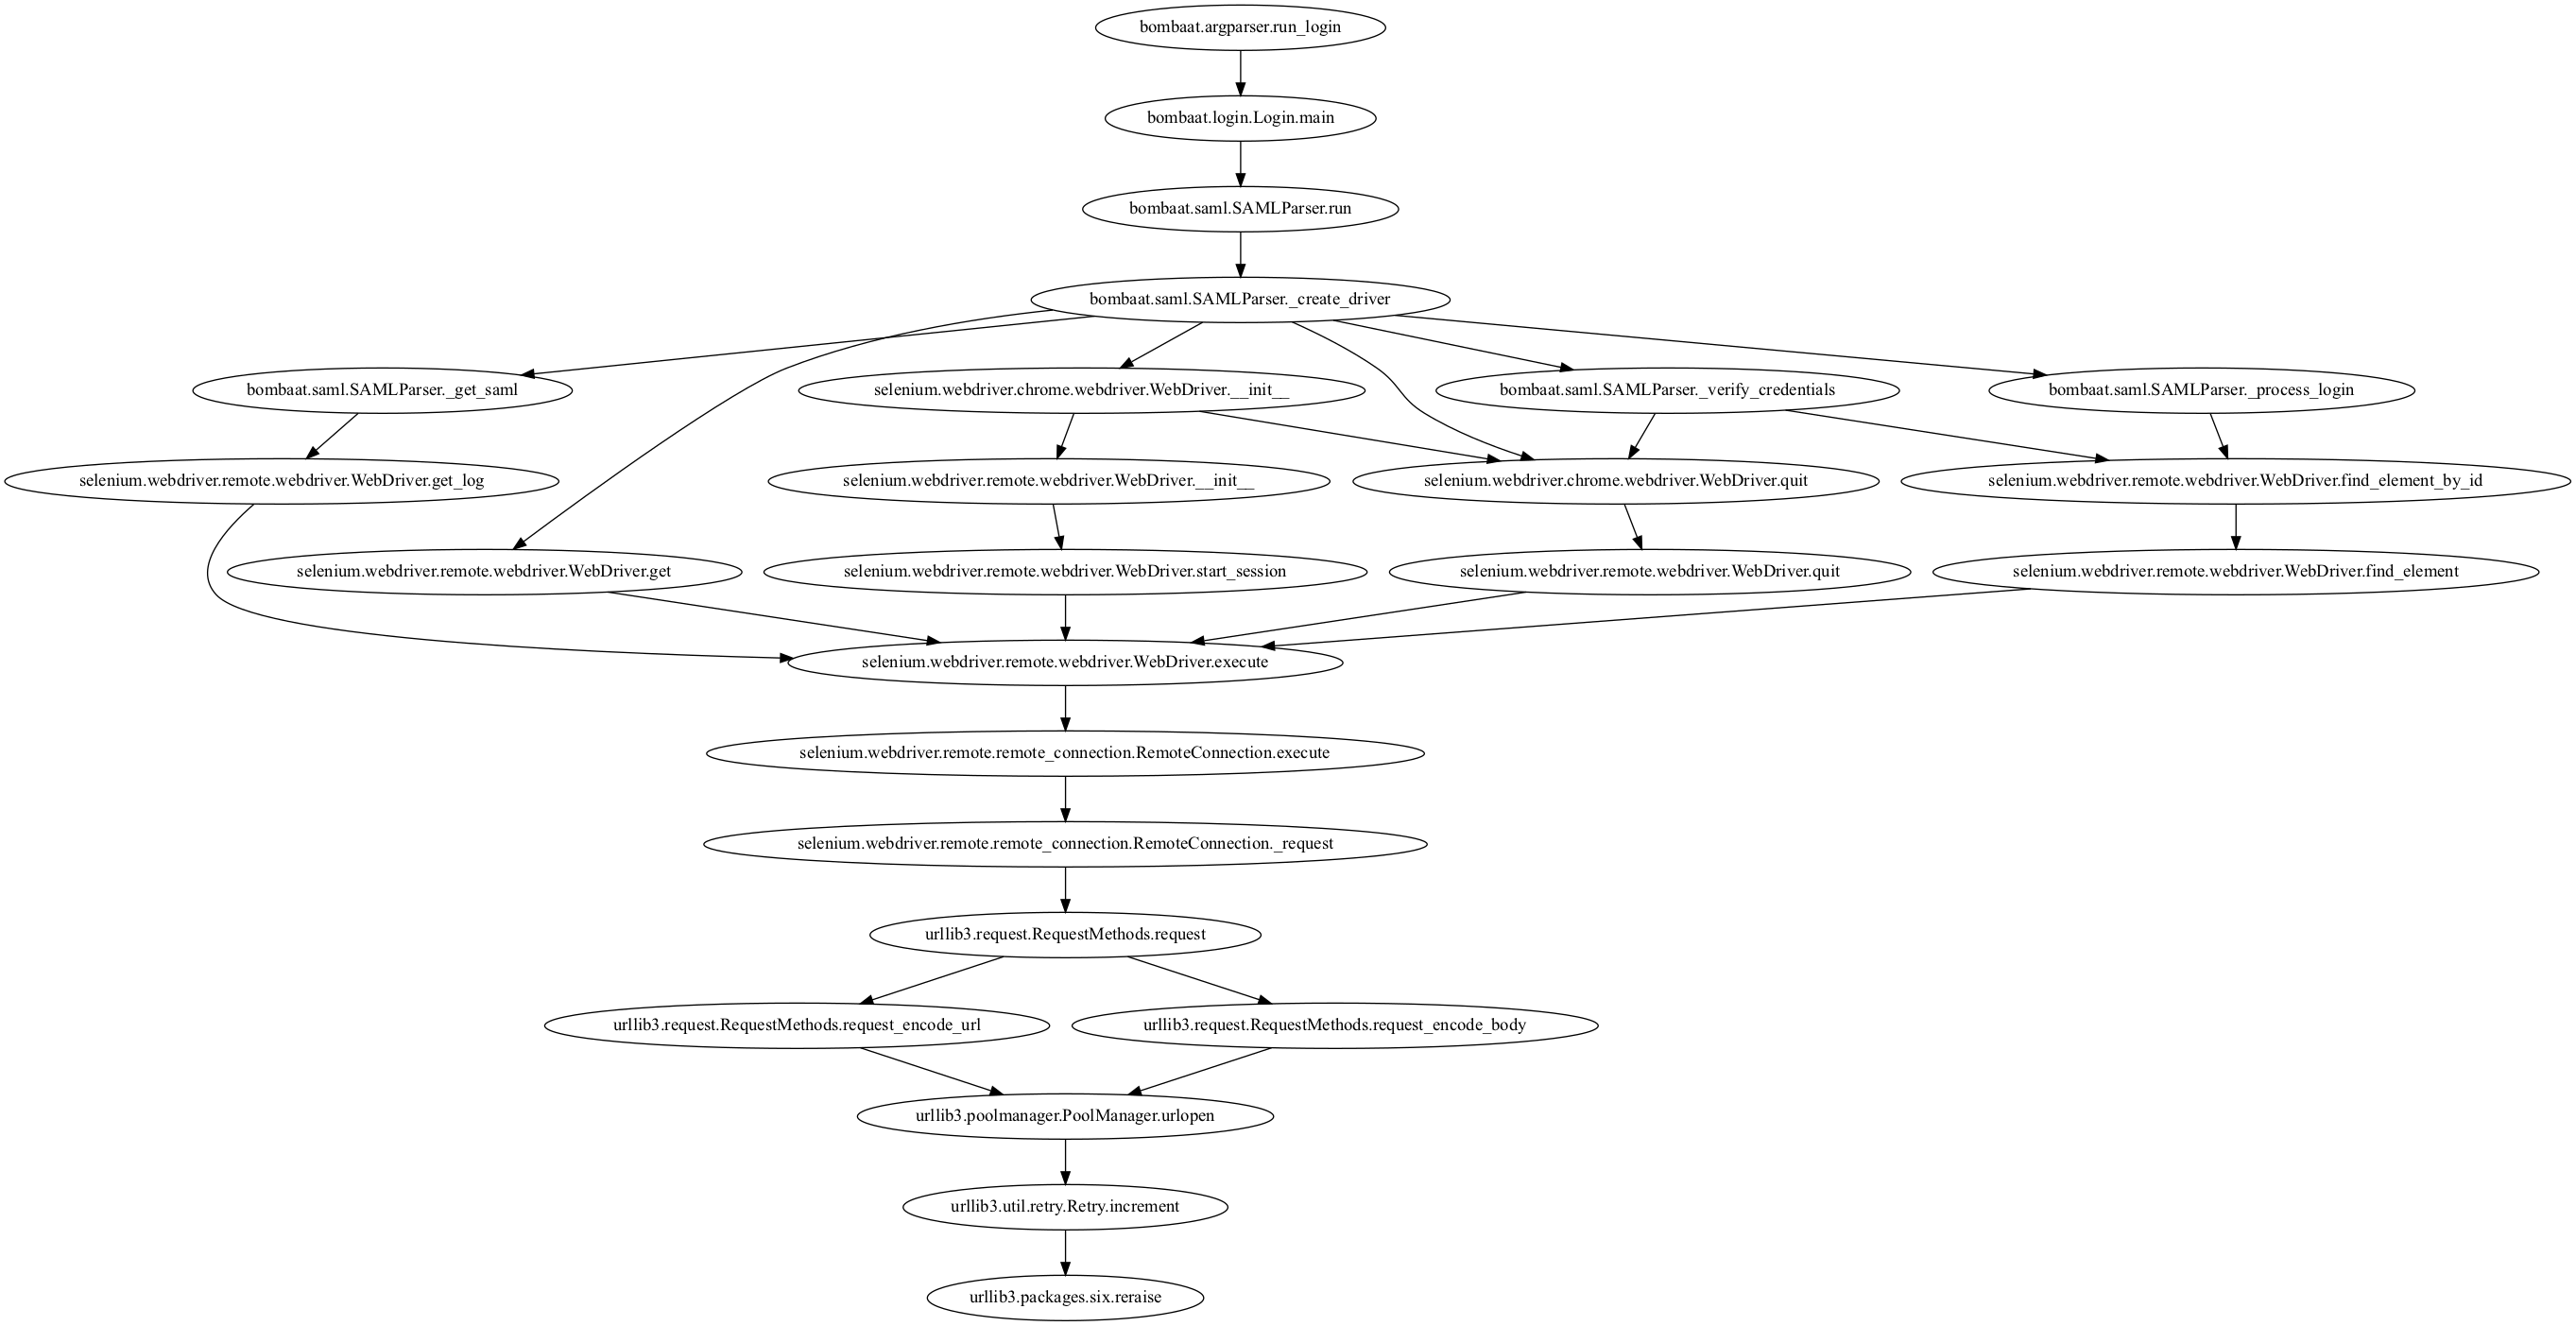 bombaat.argparser.run_login
bombaat.login.Login.main
bombaat.saml.SAMLParser.run
bombaat.saml.SAMLParser._create_driver
bombaat.saml.SAMLParser._get_saml
selenium.webdriver.chrome.webdriver.WebDriver.__init__
bombaat.saml.SAMLParser._verify_credentials
bombaat.saml.SAMLParser._process_login
selenium.webdriver.remote.webdriver.WebDriver.get_log
selenium.webdriver.remote.webdriver.WebDriver.__init__
selenium.webdriver.chrome.webdriver.WebDriver.quit
selenium.webdriver.remote.webdriver.WebDriver.find_element_by_id
selenium.webdriver.remote.webdriver.WebDriver.get
selenium.webdriver.remote.webdriver.WebDriver.start_session
selenium.webdriver.remote.webdriver.WebDriver.quit
selenium.webdriver.remote.webdriver.WebDriver.find_element
selenium.webdriver.remote.webdriver.WebDriver.execute
selenium.webdriver.remote.remote_connection.RemoteConnection.execute
selenium.webdriver.remote.remote_connection.RemoteConnection._request
urllib3.request.RequestMethods.request
urllib3.request.RequestMethods.request_encode_url
urllib3.request.RequestMethods.request_encode_body
urllib3.poolmanager.PoolManager.urlopen
urllib3.util.retry.Retry.increment
urllib3.packages.six.reraise